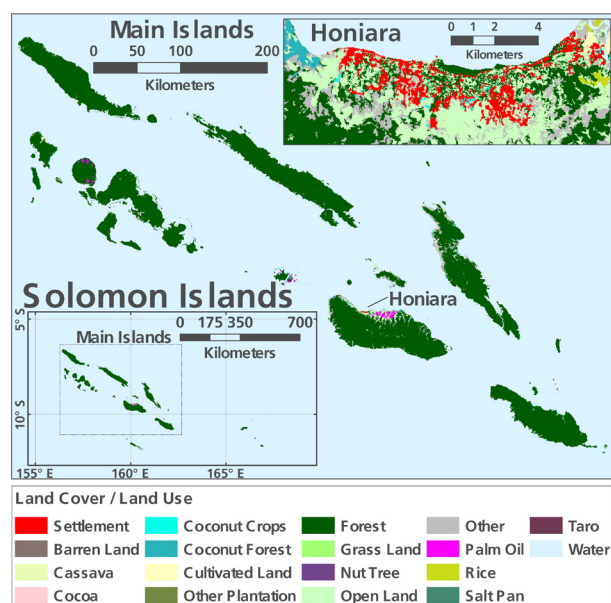 Main Islands
0 50 100 200
Kilometers
Honiara
0 1 2 4
Kilometers
Honiara
Solomon Islands
Main Islands
0 175 350 700
Kilometers
5° S
10° S
155° E 160° E 165° E
Land Cover / Land Use
Settlement Coconut Crops Forest Other Taro
Barren Land Coconut Forest Grass Land Palm Oil Water
Cassava Cultivated Land Nut Tree Rice
Cocoa Other Plantation Open Land Salt Pan